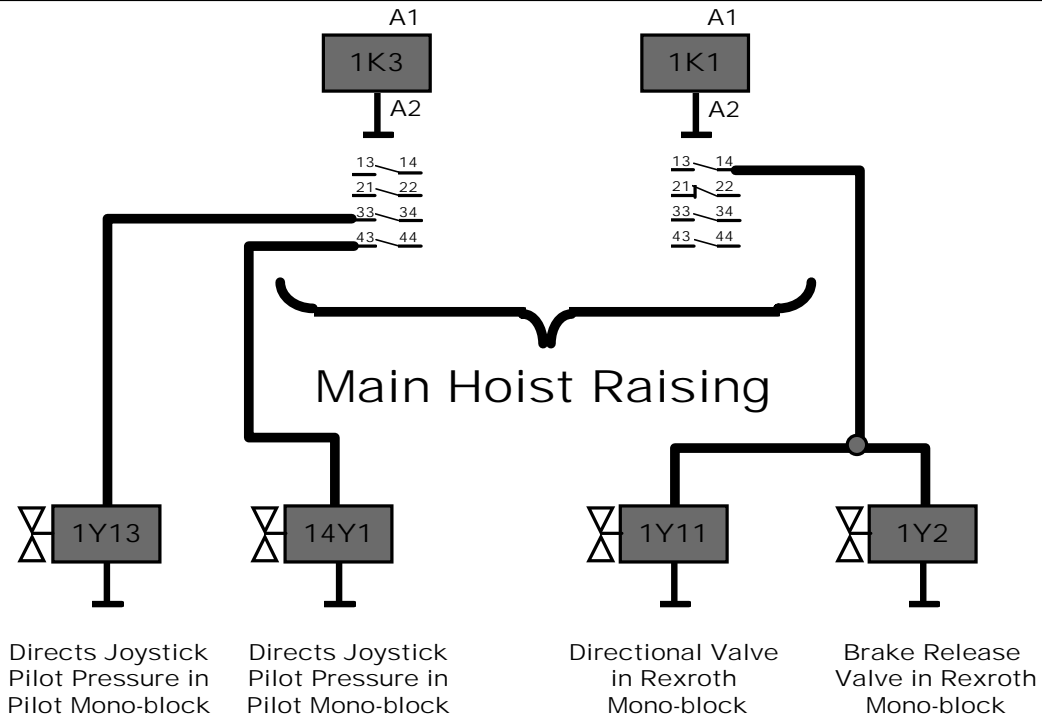 A1 A1
1K3 1K1
A2 A2
13 14 13 14
21 22 21 22
33 34 33 34
43 44 43 44
Main Hoist Raising
1Y13 14Y1 1Y11 1Y2
Directs Joystick
Pilot Pressure in
Pilot Mono-block
Directs Joystick
Pilot Pressure in
Pilot Mono-block
Directional Valve
in Rexroth
Mono-block
Brake Release
Valve in Rexroth
Mono-block